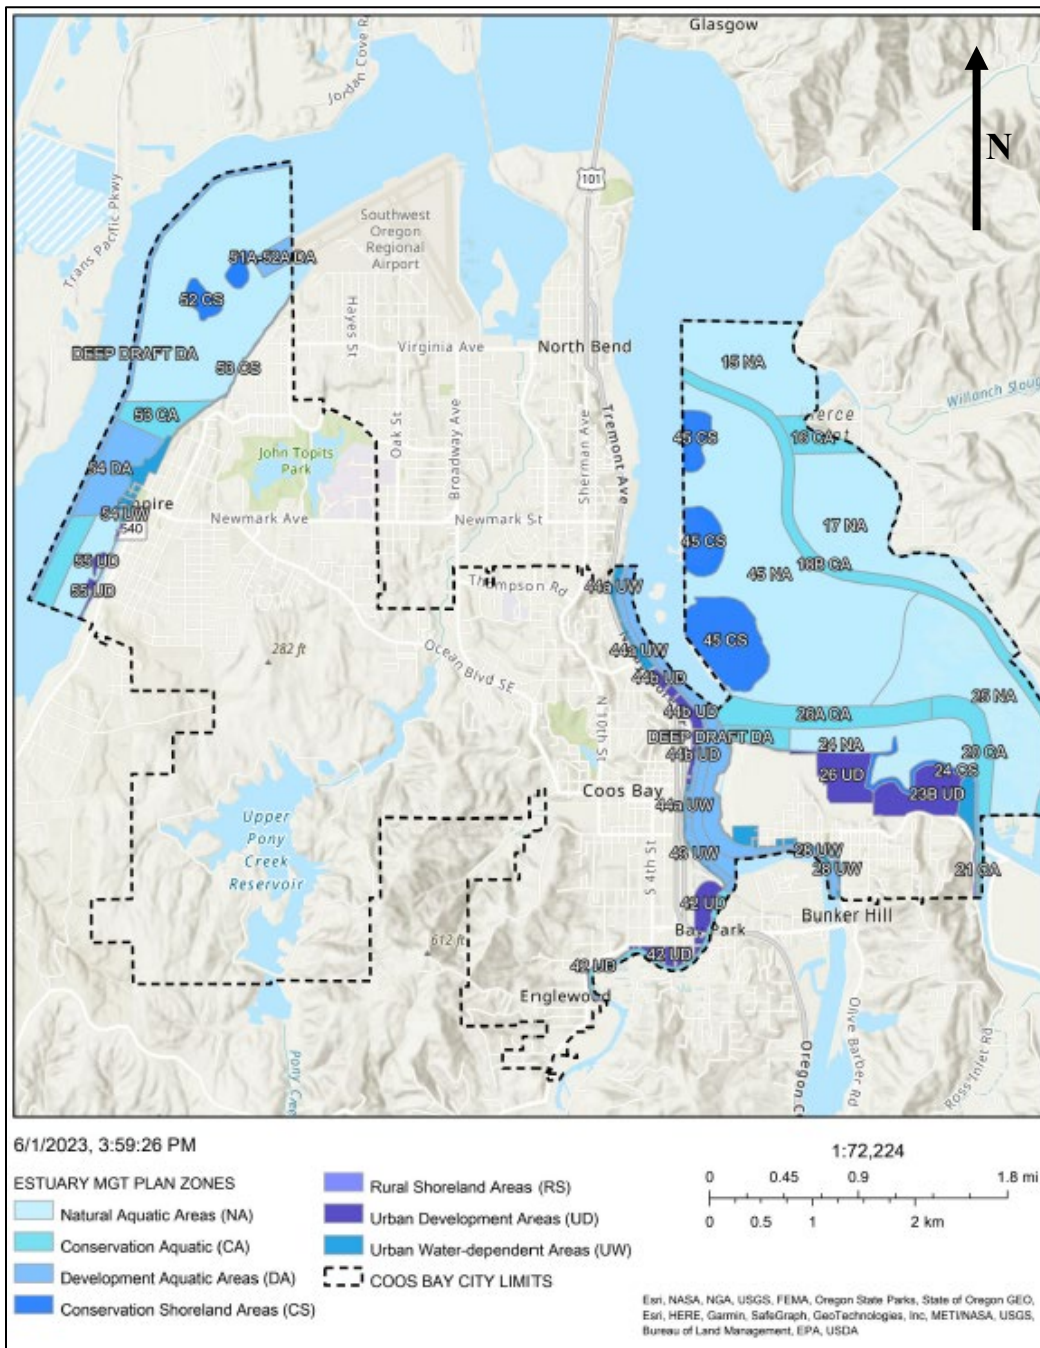 Glasgow
Jordan Cove Rd
N
101
Trans Pacific Pkwy
Southwest
Oregon
Regional
Airport
51A-52A DA
52 CS
Hayes St
DEEP DRAFT DA
Virginia Ave
North Bend
15 NA
53 CS
Willanch Sloug
Oak St
Broadway Ave
Sherman Ave
Tremont Ave
53 CA
45 CS
16 CA
John Topits
Park
54 DA
54 UW
mpire
540
Newmark Ave
Newmark St
17 NA
45 CS
18B CA
45 NA
55 UD
55 UD
Thompson Rd
44a UW
282 ft
Ocean Blvd SE
44a UW
45 CS
44b UD
25 NA
N 10th St
44b UD
26A CA
DEEP DRAFT DA
24 NA
44b UD
20 CA
24 CS
26 UD
23B UD
Coos Bay
44a UW
Upper
Pony
Creek
Reservoir
S 4th St
43 UW
28 UW
28 UW
21 CA
42 UD
Bunker Hill
Bay Park
612 ft
42 UD
42 UD
Englewood
Olive Barber Rd
Ross Inlet Rd
Oregon C
Pony Cree
6/1/2023, 3:59:26 PM
1:72,224
0 0.45 0.9 1.8 mi
0 0.5 1 2 km
ESTUARY MGT PLAN ZONES
Natural Aquatic Areas (NA)
Conservation Aquatic (CA)
Development Aquatic Areas (DA)
Conservation Shoreland Areas (CS)
Rural Shoreland Areas (RS)
Urban Development Areas (UD)
Urban Water-dependent Areas (UW)
COOS BAY CITY LIMITS
Esri, NASA, NGA, USGS, FEMA, Oregon State Parks, State of Oregon GEO,
Esri, HERE, Garmin, SafeGraph, GeoTechnologies, Inc, METI/NASA, USGS,
Bureau of Land Management, EPA, USDA